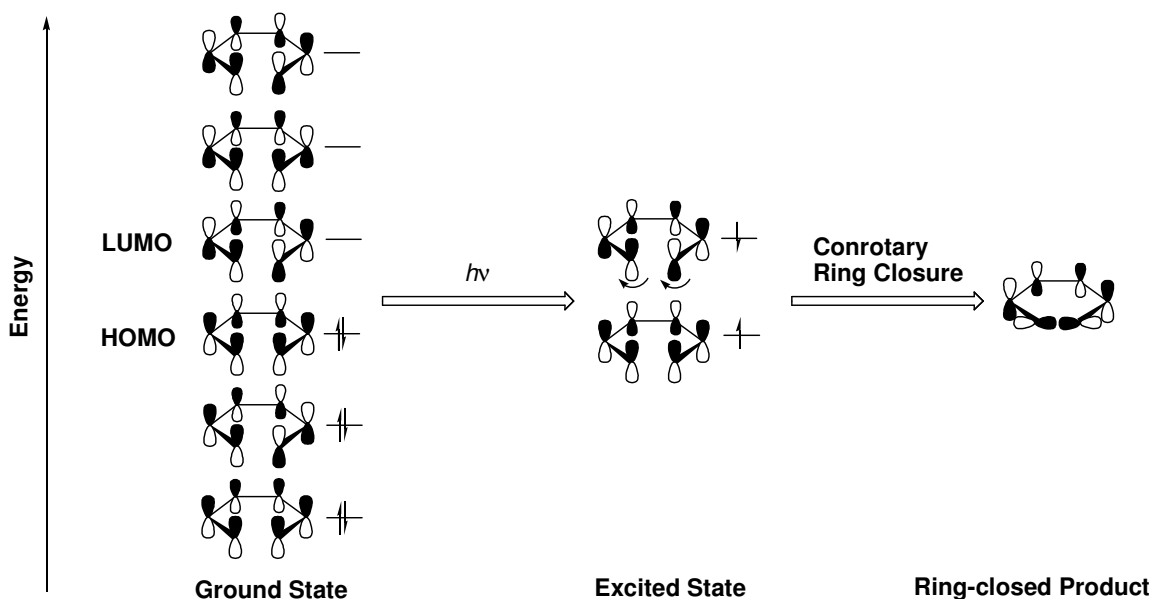 Energy
LUMO
HOMO
hν
Conrotary
Ring Closure
Ground State
Excited State
Ring-closed Product